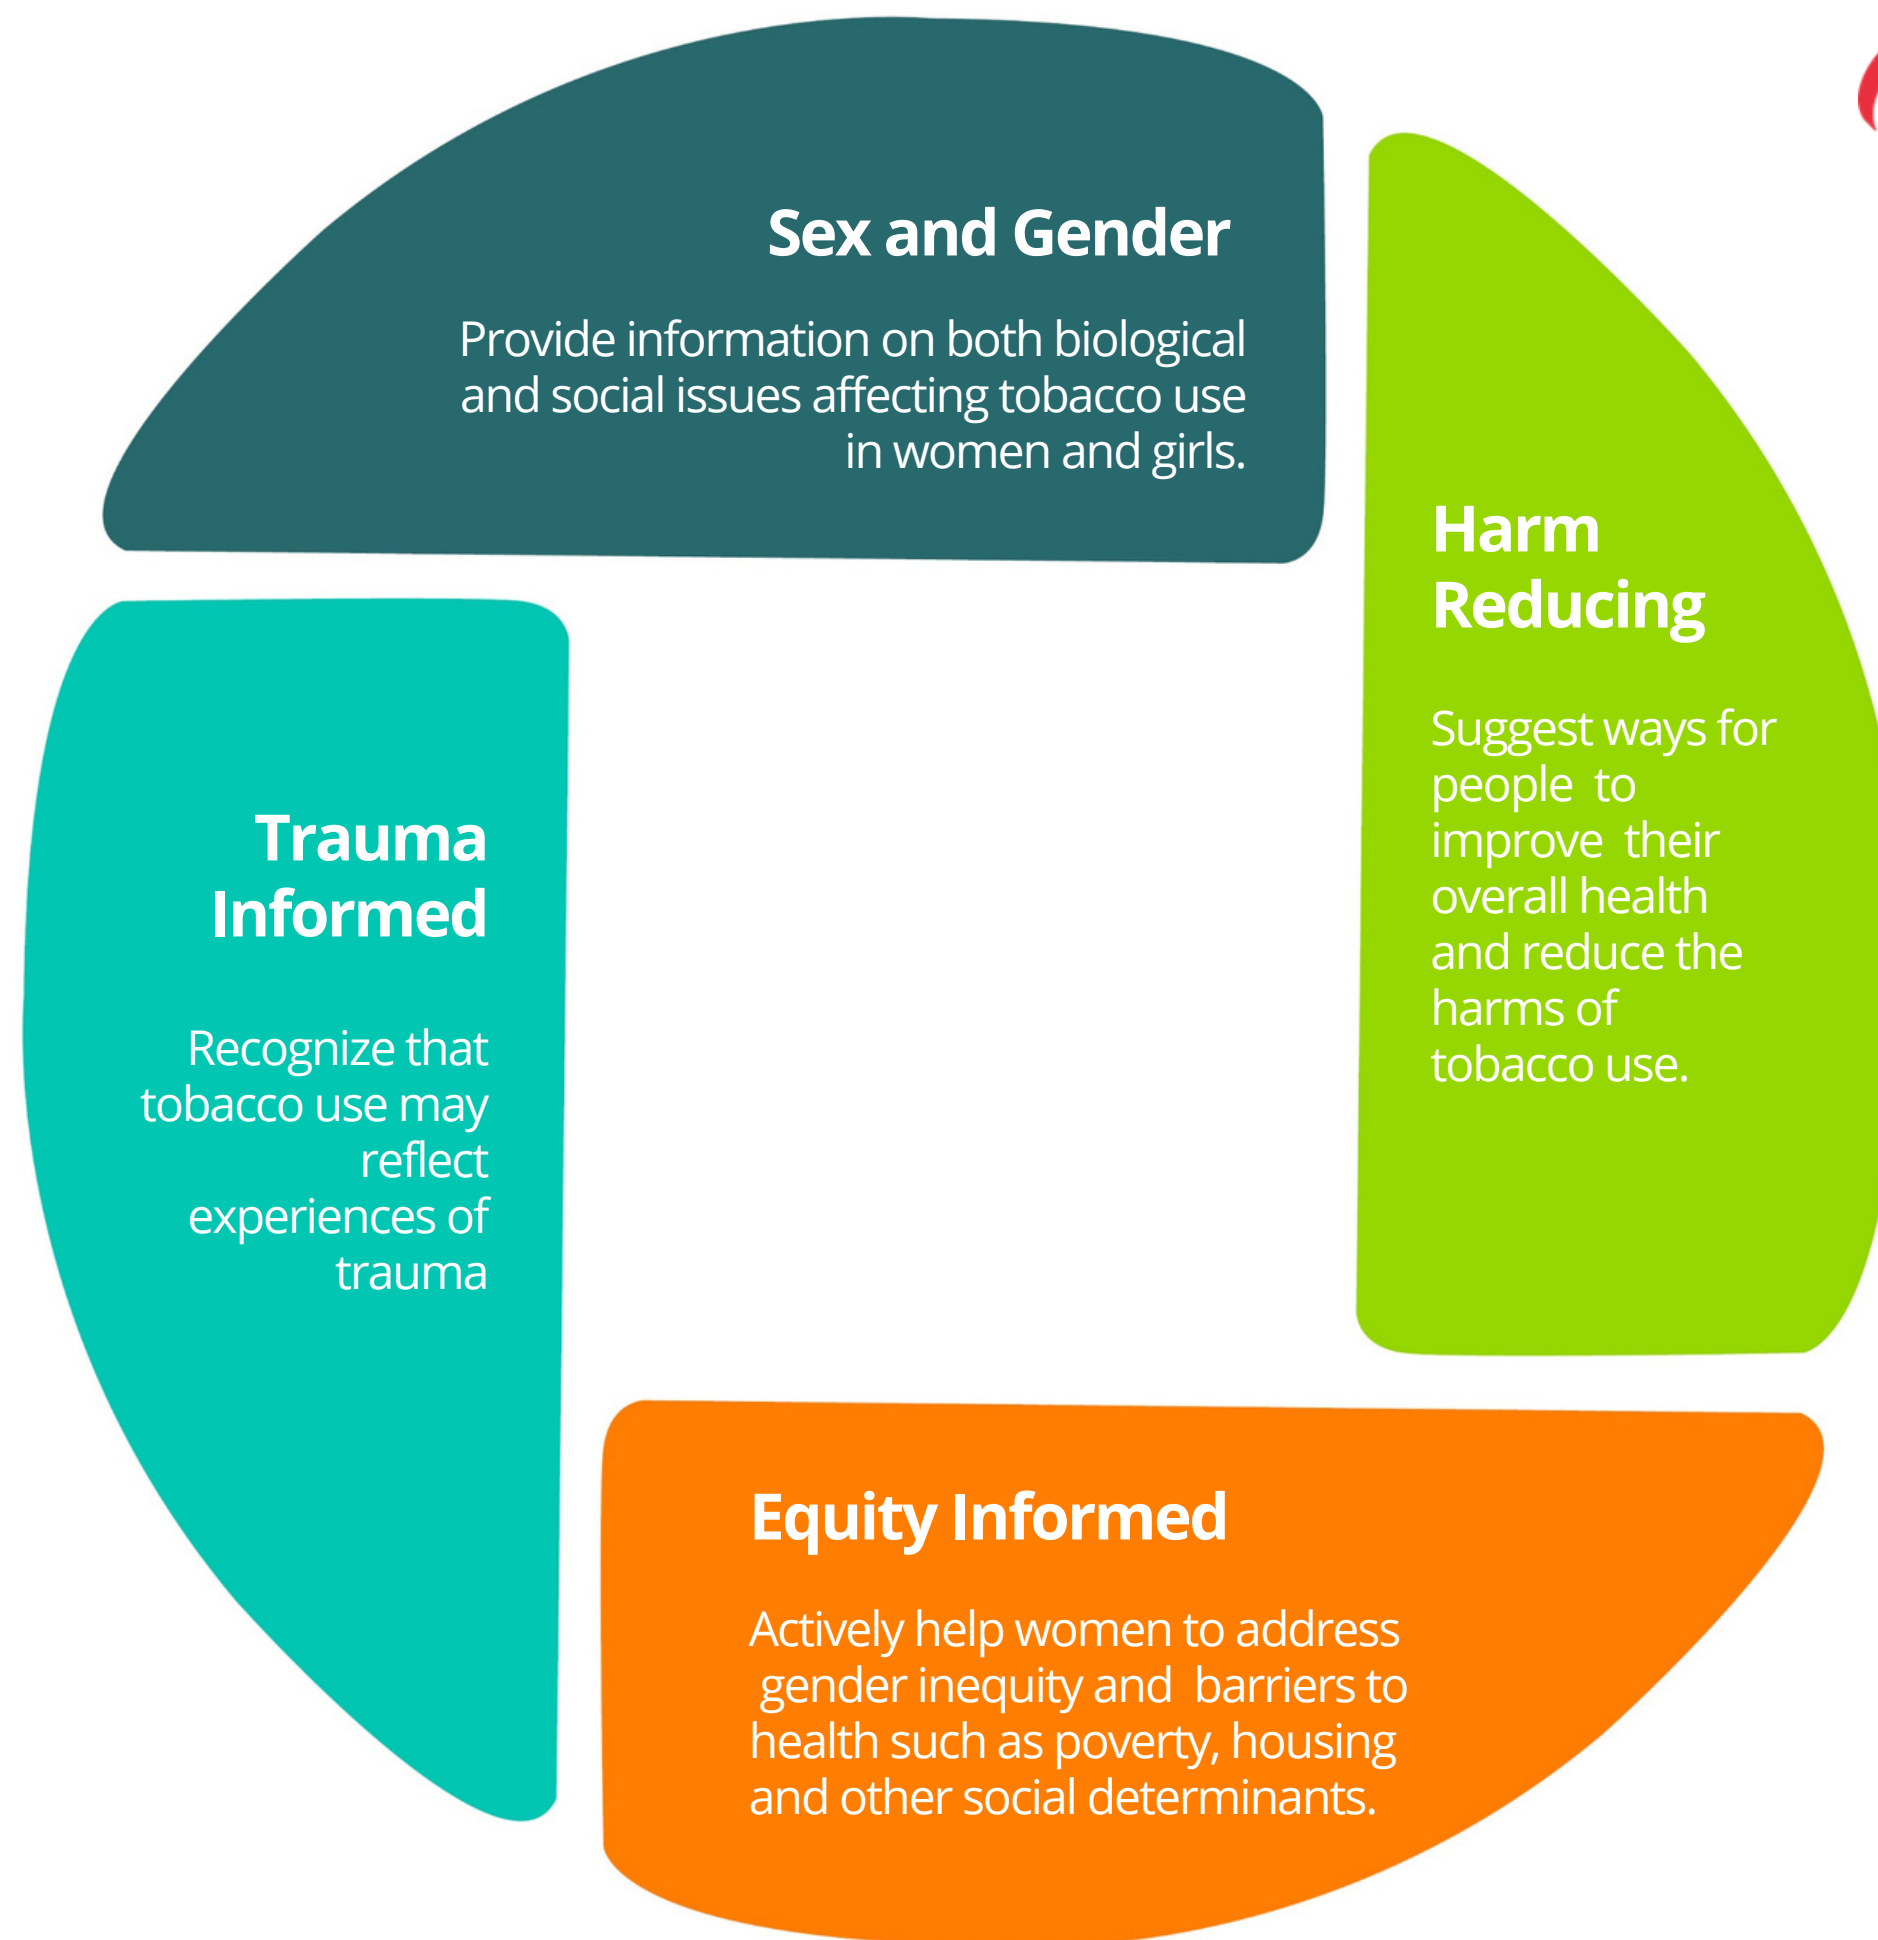 Sex and Gender
Provide information on both biological
and social issues affecting tobacco use
in women and girls.
Harm
Reducing
Suggest ways for
people to
improve their
overall health
and reduce the
harms of
tobacco use.
Trauma
Informed
Recognize that
tobacco use may
reflect
experiences of
trauma
Equity Informed
Actively help women to address
gender inequity and barriers to
health such as poverty, housing
and other social determinants.